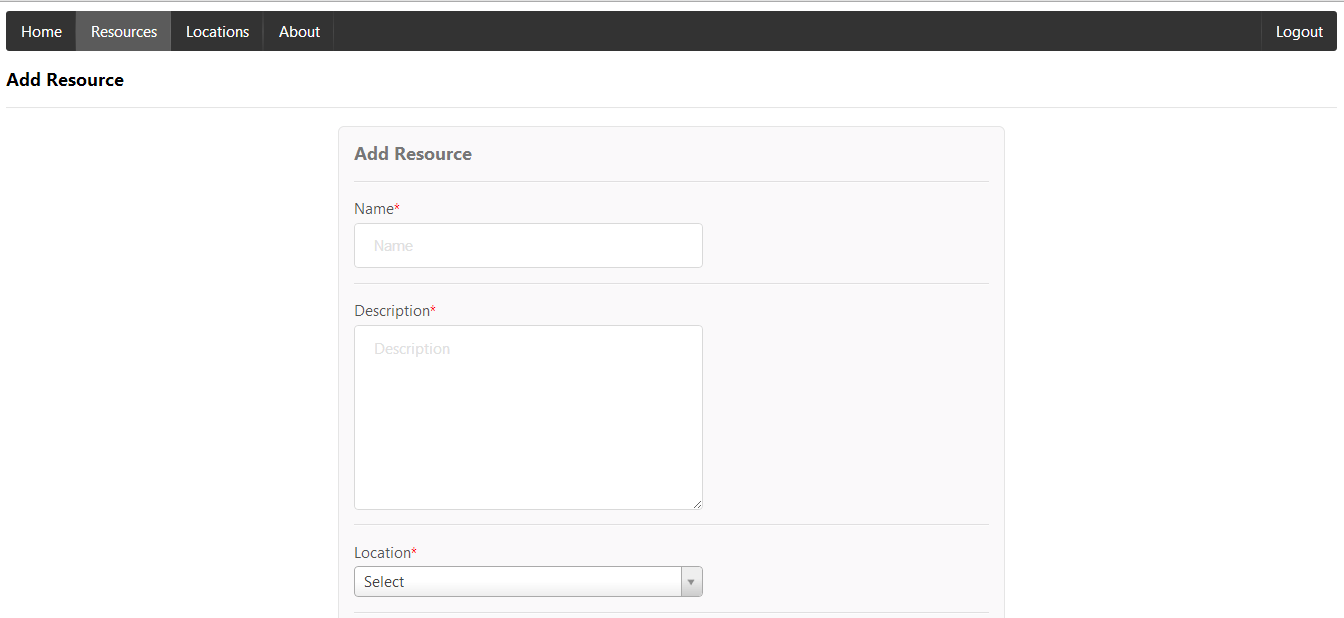 Home Resources Locations About Logout
Add Resource
Add Resource
Name*
Name
Description*
Description
Location*
Select